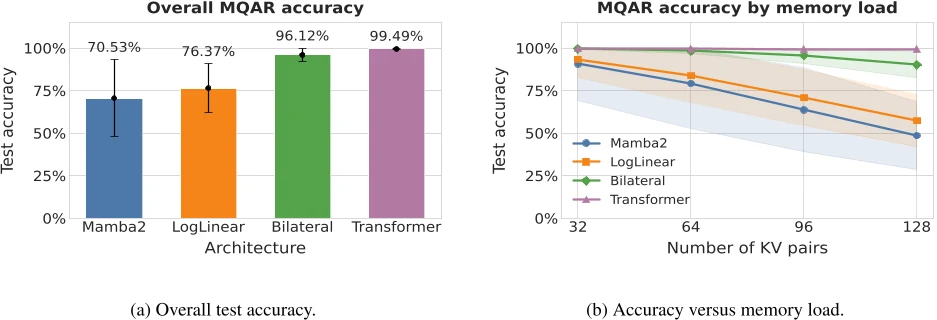 Overall MQAR accuracy
Test accuracy
100%
75%
50%
25%
0%
70.53%
76.37%
96.12%
99.49%
Mamba2
LogLinear
Bilateral
Transformer
Architecture
(a) Overall test accuracy.
MQAR accuracy by memory load
Test accuracy
100%
75%
50%
25%
0%
Mamba2
LogLinear
Bilateral
Transformer
32
64
96
128
Number of KV pairs
(b) Accuracy versus memory load.